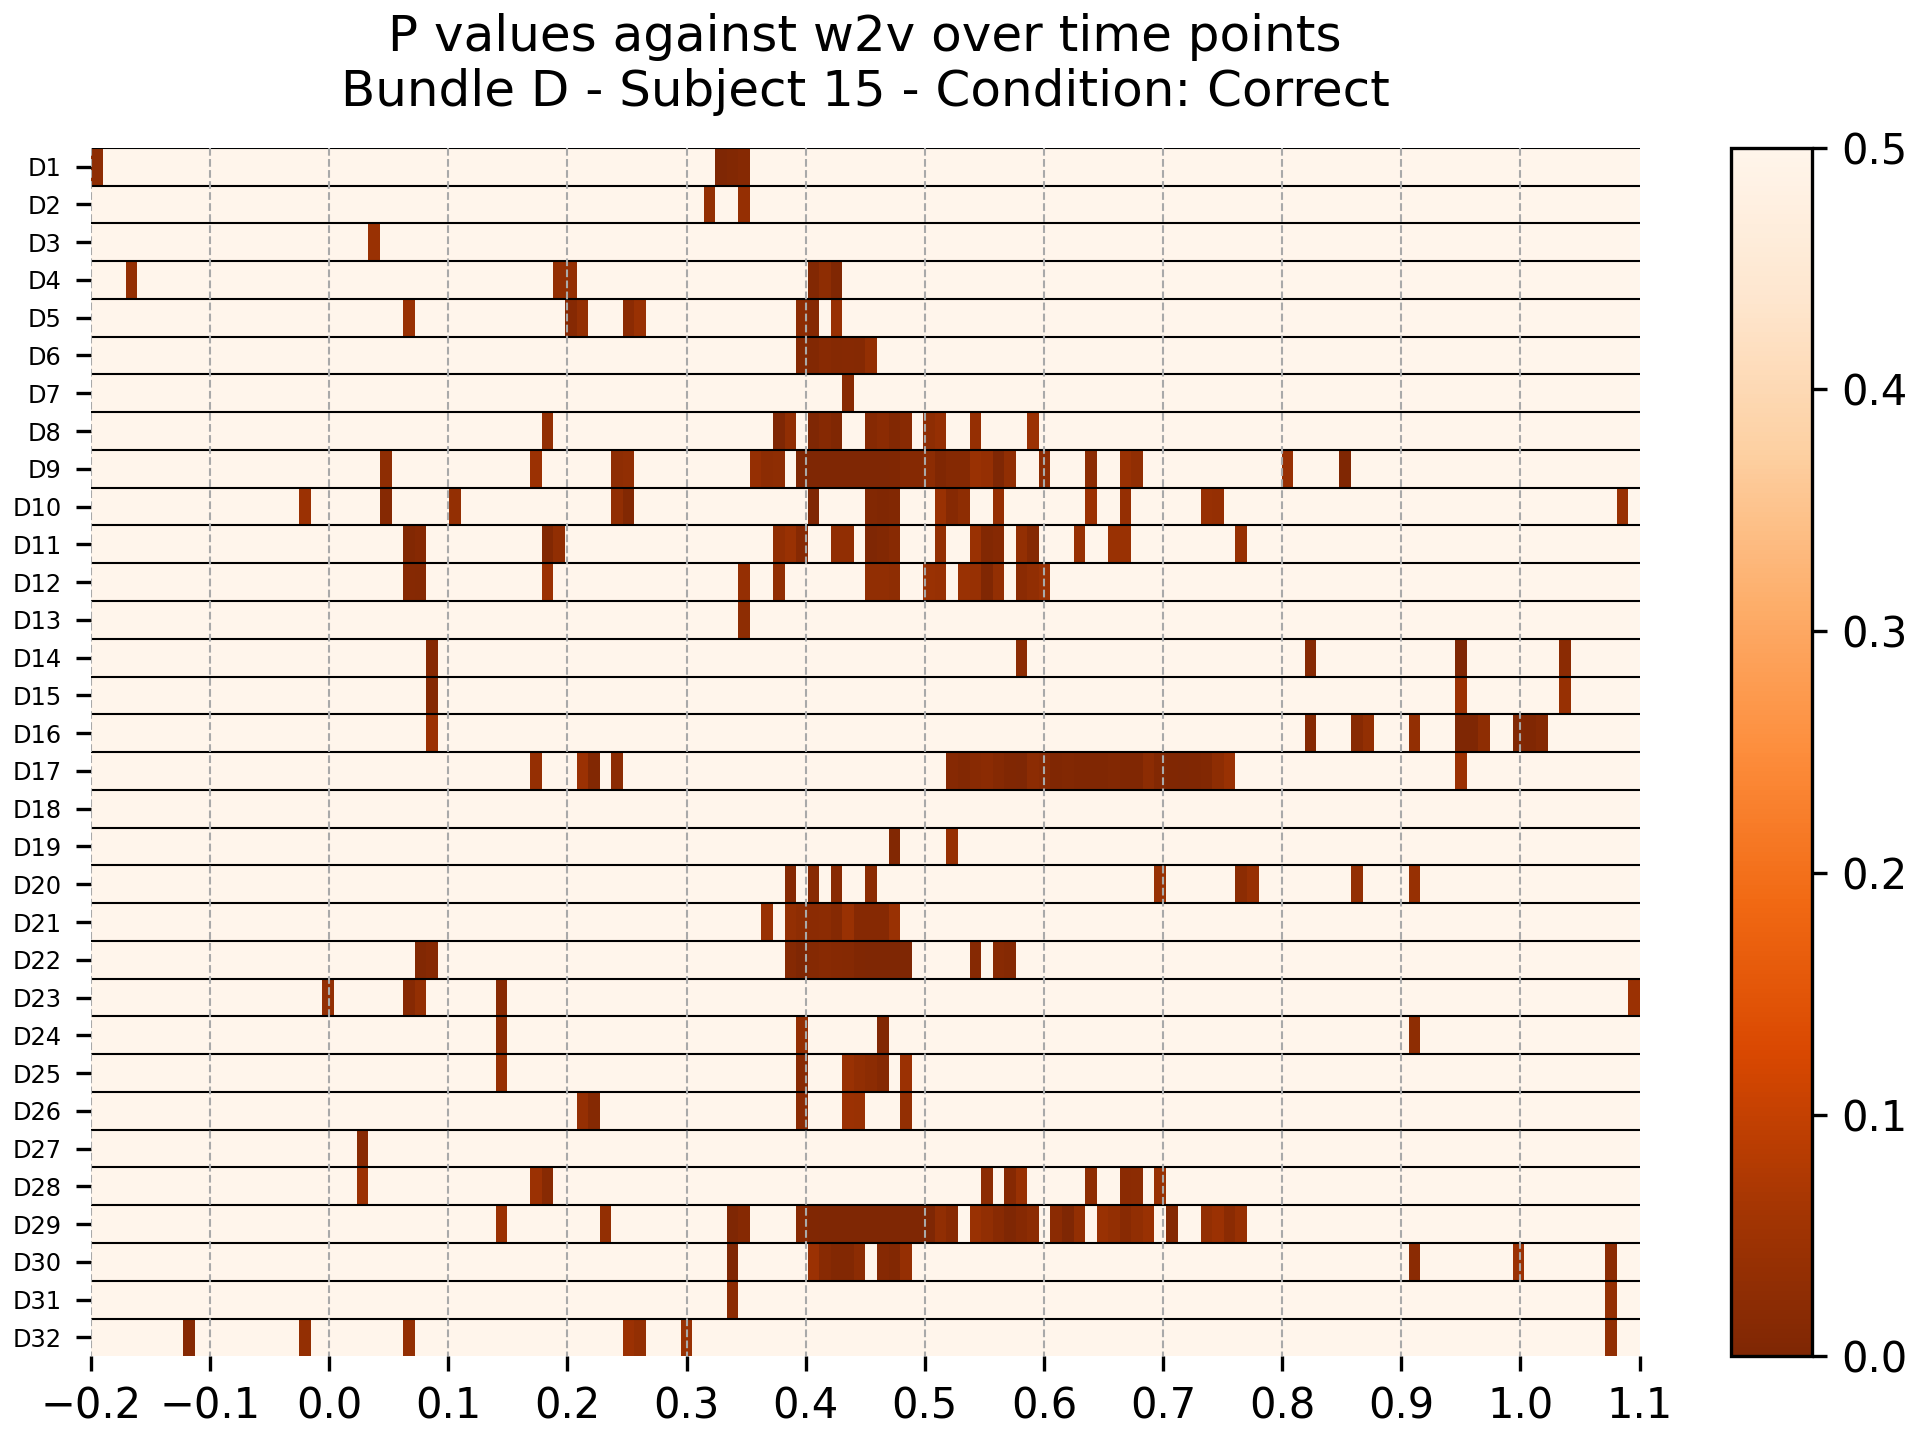 P values against w2v over time points
Bundle D - Subject 15 - Condition: Correct
D1
D2
D3
D4
D5
D6
D7
D8
D9
D10
D11
D12
D13
D14
D15
D16
D17
D18
D19
D20
D21
D22
D23
D24
D25
D26
D27
D28
D29
D30
D31
D32
−0.2 −0.1 0.0 0.1 0.2 0.3 0.4 0.5 0.6 0.7 0.8 0.9 1.0 1.1
0.5
0.4
0.3
0.2
0.1
0.0